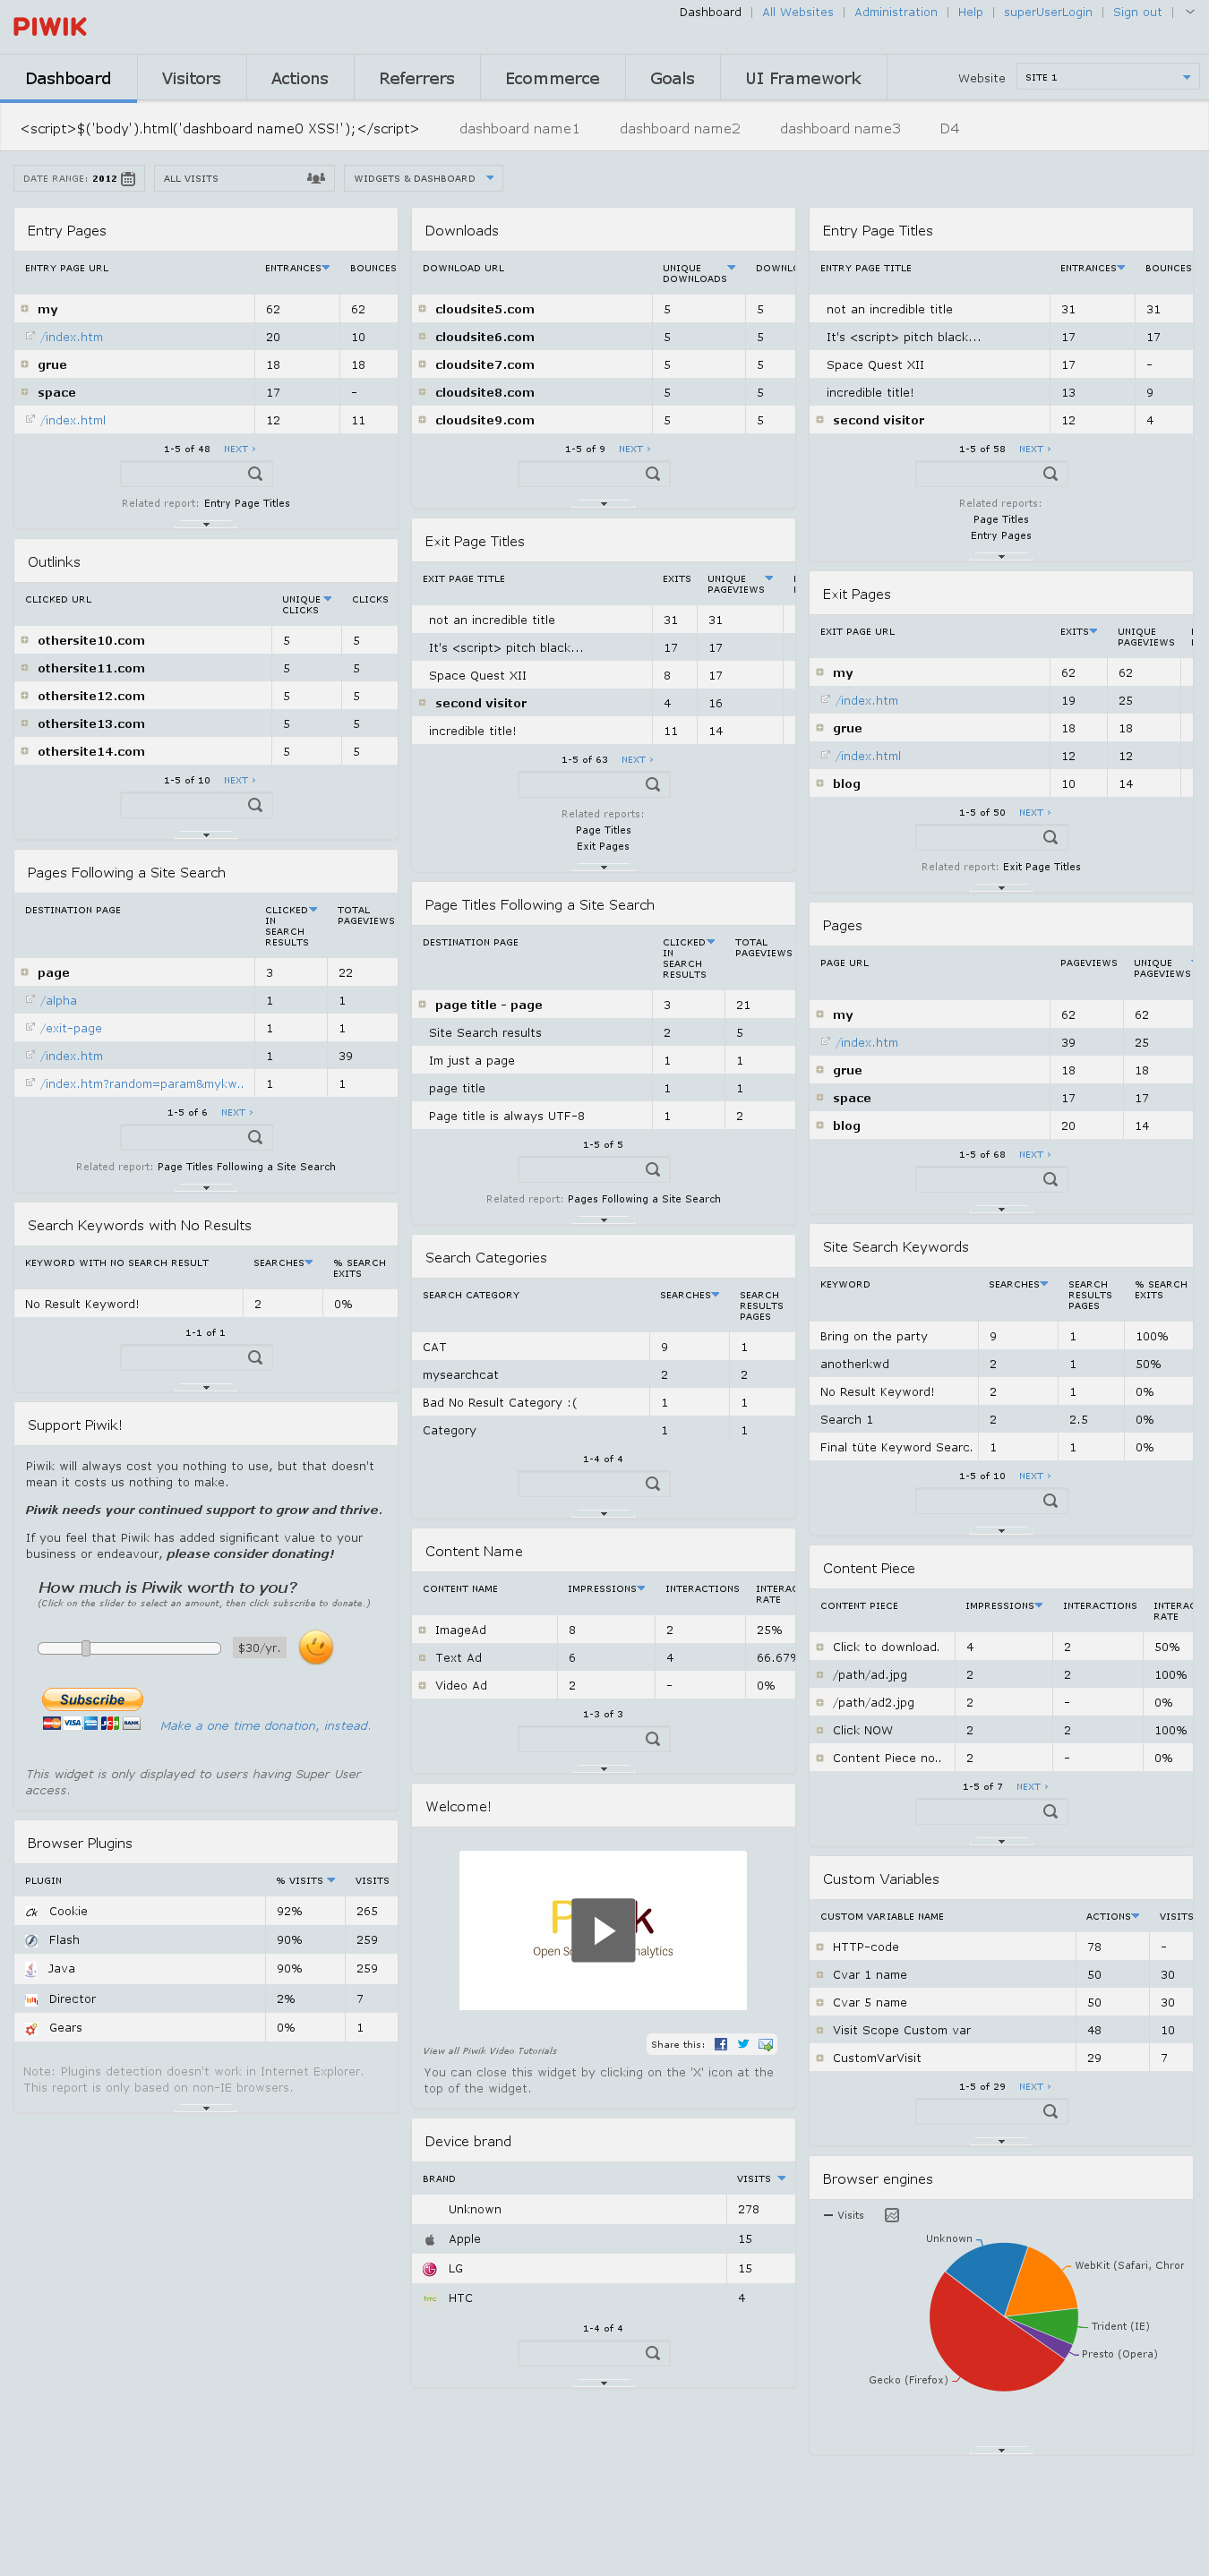 PIWIK
Dashboard | All Websites | Administration | Help | superUserLogin | Sign out |
Dashboard Visitors Actions Referrers Ecommerce Goals UI Framework Website SITE 1
<script>$('body').html('dashboard name0 XSS!');</script> dashboard name1 dashboard name2 dashboard name3 D4
DATE RANGE: 2012 ALL VISITS WIDGETS & DASHBOARD
Entry Pages
ENTRY PAGE URL ENTRANCES BOUNCES
my 62 62
/index.htm 20 10
grue 18 18
space 17 -
/index.html 12 11
1-5 of 48 NEXT ›
Related report: Entry Page Titles
Outlinks
CLICKED URL UNIQUE CLICKS CLICKS
othersite10.com 5 5
othersite11.com 5 5
othersite12.com 5 5
othersite13.com 5 5
othersite14.com 5 5
1-5 of 10 NEXT ›
Pages Following a Site Search
DESTINATION PAGE CLICKED IN SEARCH RESULTS TOTAL PAGEVIEWS
page 3 22
/alpha 1 1
/exit-page 1 1
/index.htm 1 39
/index.htm?random=param&mykw.. 1 1
1-5 of 6 NEXT ›
Related report: Page Titles Following a Site Search
Search Keywords with No Results
KEYWORD WITH NO SEARCH RESULT SEARCHES % SEARCH EXITS
No Result Keyword! 2 0%
1-1 of 1
Support Piwik!
Piwik will always cost you nothing to use, but that doesn't
mean it costs us nothing to make.
Piwik needs your continued support to grow and thrive.
If you feel that Piwik has added significant value to your
business or endeavour, please consider donating!
How much is Piwik worth to you?
(Click on the slider to select an amount, then click subscribe to donate.)
$30/yr.
Subscribe
VISA BANK
Make a one time donation, instead.
This widget is only displayed to users having Super User
access.
Browser Plugins
PLUGIN % VISITS VISITS
Cookie 92% 265
Flash 90% 259
Java 90% 259
Director 2% 7
Gears 0% 1
Note: Plugins detection doesn't work in Internet Explorer.
This report is only based on non-IE browsers.
Downloads
DOWNLOAD URL UNIQUE DOWNLOADS
cloudsite5.com 5 5
cloudsite6.com 5 5
cloudsite7.com 5 5
cloudsite8.com 5 5
cloudsite9.com 5 5
1-5 of 9 NEXT ›
Exit Page Titles
EXIT PAGE TITLE EXITS UNIQUE PAGEVIEWS
not an incredible title 31 31
It's <script> pitch black... 17 17
Space Quest XII 8 17
second visitor 4 16
incredible title! 11 14
1-5 of 63 NEXT ›
Related reports:
Page Titles
Exit Pages
Page Titles Following a Site Search
DESTINATION PAGE CLICKED IN SEARCH RESULTS TOTAL PAGEVIEWS
page title - page 3 21
Site Search results 2 5
Im just a page 1 1
page title 1 1
Page title is always UTF-8 1 2
1-5 of 5
Related report: Pages Following a Site Search
Search Categories
SEARCH CATEGORY SEARCHES SEARCH RESULTS PAGES
CAT 9 1
mysearchcat 2 2
Bad No Result Category :( 1 1
Category 1 1
1-4 of 4
Content Name
CONTENT NAME IMPRESSIONS INTERACTIONS INTERAC RATE
ImageAd 8 2 25%
Text Ad 6 4 66.67%
Video Ad 2 - 0%
1-3 of 3
Welcome!
P k
Open So nalytics
Share this:
View all Piwik Video Tutorials
You can close this widget by clicking on the 'X' icon at the
top of the widget.
Device brand
BRAND VISITS
Unknown 278
Apple 15
LG 15
hTC HTC 4
1-4 of 4
Entry Page Titles
ENTRY PAGE TITLE ENTRANCES BOUNCES
not an incredible title 31 31
It's <script> pitch black... 17 17
Space Quest XII 17 -
incredible title! 13 9
second visitor 12 4
1-5 of 58 NEXT ›
Related reports:
Page Titles
Entry Pages
Exit Pages
EXIT PAGE URL EXITS UNIQUE PAGEVIEWS
my 62 62
/index.htm 19 25
grue 18 18
/index.html 12 12
blog 10 14
1-5 of 50 NEXT ›
Related report: Exit Page Titles
Pages
PAGE URL PAGEVIEWS UNIQUE PAGEVIEWS
my 62 62
/index.htm 39 25
grue 18 18
space 17 17
blog 20 14
1-5 of 68 NEXT ›
Site Search Keywords
KEYWORD SEARCHES SEARCH RESULTS PAGES % SEARCH EXITS
Bring on the party 9 1 100%
anotherkwd 2 1 50%
No Result Keyword! 2 1 0%
Search 1 2 2.5 0%
Final tüte Keyword Searc. 1 1 0%
1-5 of 10 NEXT ›
Content Piece
CONTENT PIECE IMPRESSIONS INTERACTIONS INTERAC RATE
Click to download. 4 2 50%
/path/ad.jpg 2 2 100%
/path/ad2.jpg 2 - 0%
Click NOW 2 2 100%
Content Piece no.. 2 - 0%
1-5 of 7 NEXT ›
Custom Variables
CUSTOM VARIABLE NAME ACTIONS VISITS
HTTP-code 78 -
Cvar 1 name 50 30
Cvar 5 name 50 30
Visit Scope Custom var 48 10
CustomVarVisit 29 7
1-5 of 29 NEXT ›
Browser engines
Visits
Unknown
WebKit (Safari, Chror
Trident (IE)
Presto (Opera)
Gecko (Firefox)